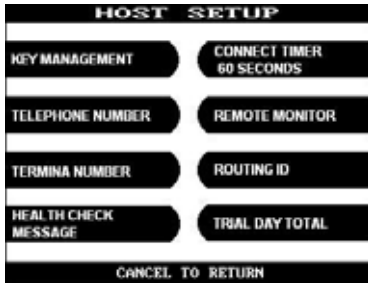 HOST SETUP
KEY MANAGEMENT
CONNECT TIMER
60 SECONDS
TELEPHONE NUMBER
REMOTE MONITOR
TERMINA NUMBER
ROUTING ID
HEALTH CHECK
MESSAGE
TRIAL DAY TOTAL
CANCEL TO RETURN